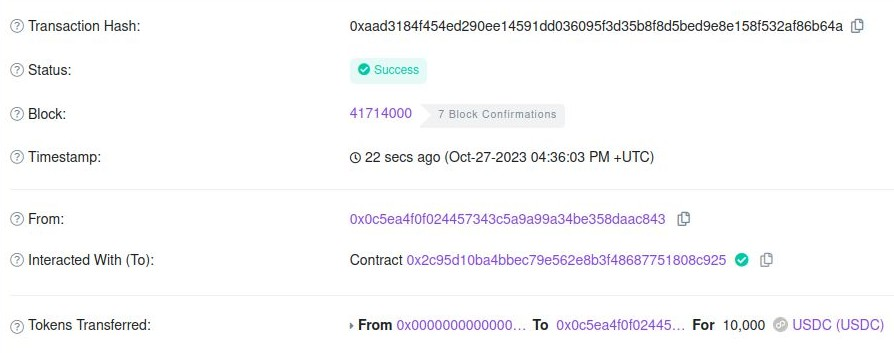 Transaction Hash: 0xaad3184f454ed290ee14591dd036095f3d35b8f8d5bed9e8e158f532af86b64a
Status: Success
Block: 41714000 7 Block Confirmations
Timestamp: 22 secs ago (Oct-27-2023 04:36:03 PM +UTC)
From: 0x0c5ea4f0f024457343c5a9a99a34be358daac843
Interacted With (To): Contract 0x2c95d10ba4bbec79e562e8b3f48687751808c925
Tokens Transferred: From 0x0000000000000... To 0x0c5ea4f0f02445... For 10,000 USDC (USDC)